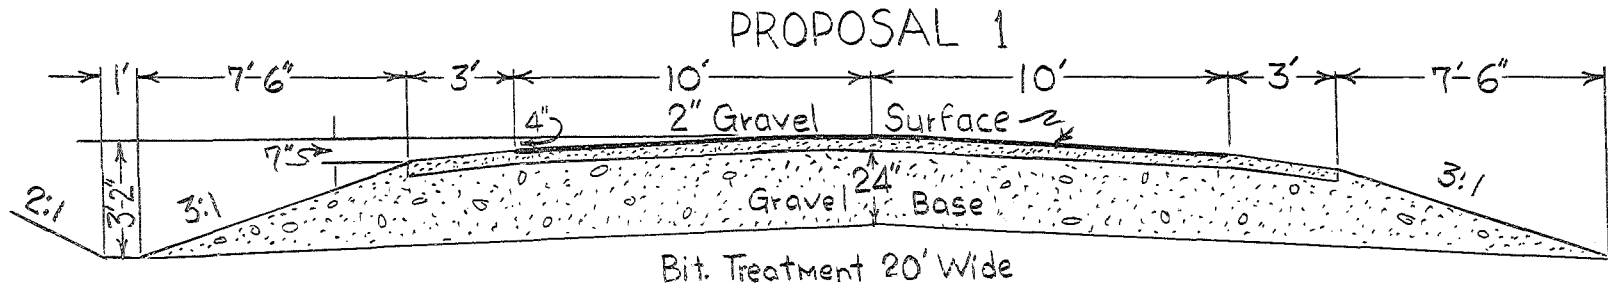 PROPOSAL 1
1' 7'-6" 3' 10' 10' 3' 7'-6"
4" 2" Gravel Surface
7"
2:1 3'-2" 3:1 24" 3:1
Gravel Base
Bit. Treatment 20' Wide